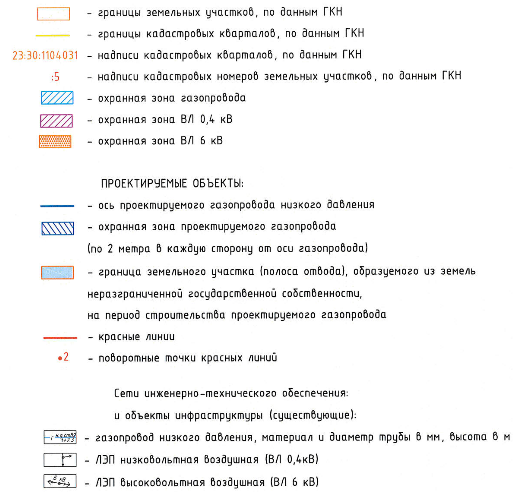 - границы земельных участков, по данным ГКН
- границы кадастровых кварталов, по данным ГКН
23:30:1104031 - надписи кадастровых кварталов, по данным ГКН
:5 - надписи кадастровых номеров земельных участков, по данным ГКН
- охранная зона газопровода
- охранная зона ВЛ 0,4 кВ
- охранная зона ВЛ 6 кВ
ПРОЕКТИРУЕМЫЕ ОБЪЕКТЫ:
- ось проектируемого газопровода низкого давления
- охранная зона проектируемого газопровода
(по 2 метра в каждую сторону от оси газопровода)
- граница земельного участка (полоса отвода), образуемого из земель
неразграниченной государственной собственности,
на период строительства проектируемого газопровода
- красные линии
2 - поворотные точки красных линий
Сети инженерно-технического обеспечения:
и объекты инфраструктуры (существующие):
- газопровод низкого давления, материал и диаметр трубы в мм, высота в м
- ЛЭП низковольтная воздушная (ВЛ 0,4кВ)
- ЛЭП высоковольтная воздушная (ВЛ 6 кВ)